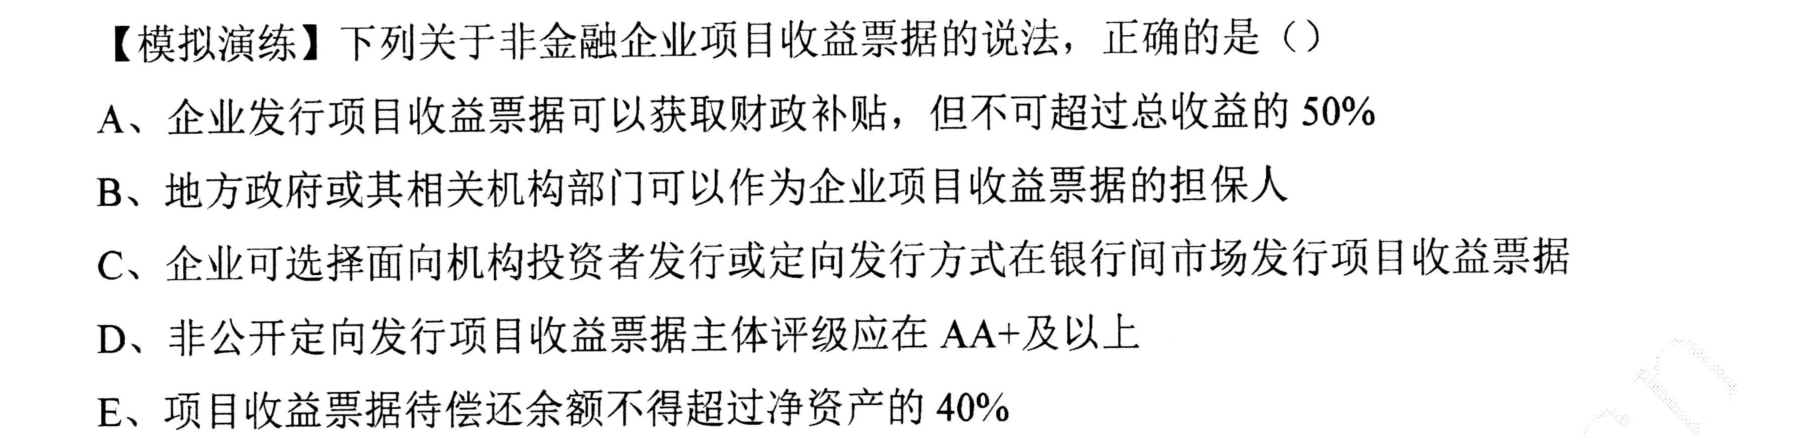 【模拟演练】下列关于非金融企业项目收益票据的说法，正确的是（）
A、企业发行项目收益票据可以获取财政补贴，但不可超过总收益的 50%
B、地方政府或其相关机构部门可以作为企业项目收益票据的担保人
C、企业可选择面向机构投资者发行或定向发行方式在银行间市场发行项目收益票据
D、非公开定向发行项目收益票据主体评级应在 AA+及以上
E、项目收益票据待偿还余额不得超过净资产的 40%